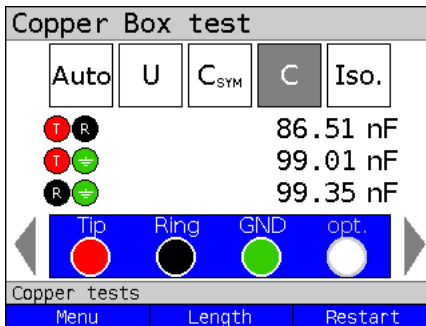 Copper Box test
Auto U CSYM C Iso.
T R 86.51 nF
T 99.01 nF
R 99.35 nF
Tip Ring GND opt.
Copper tests
Menu Length Restart